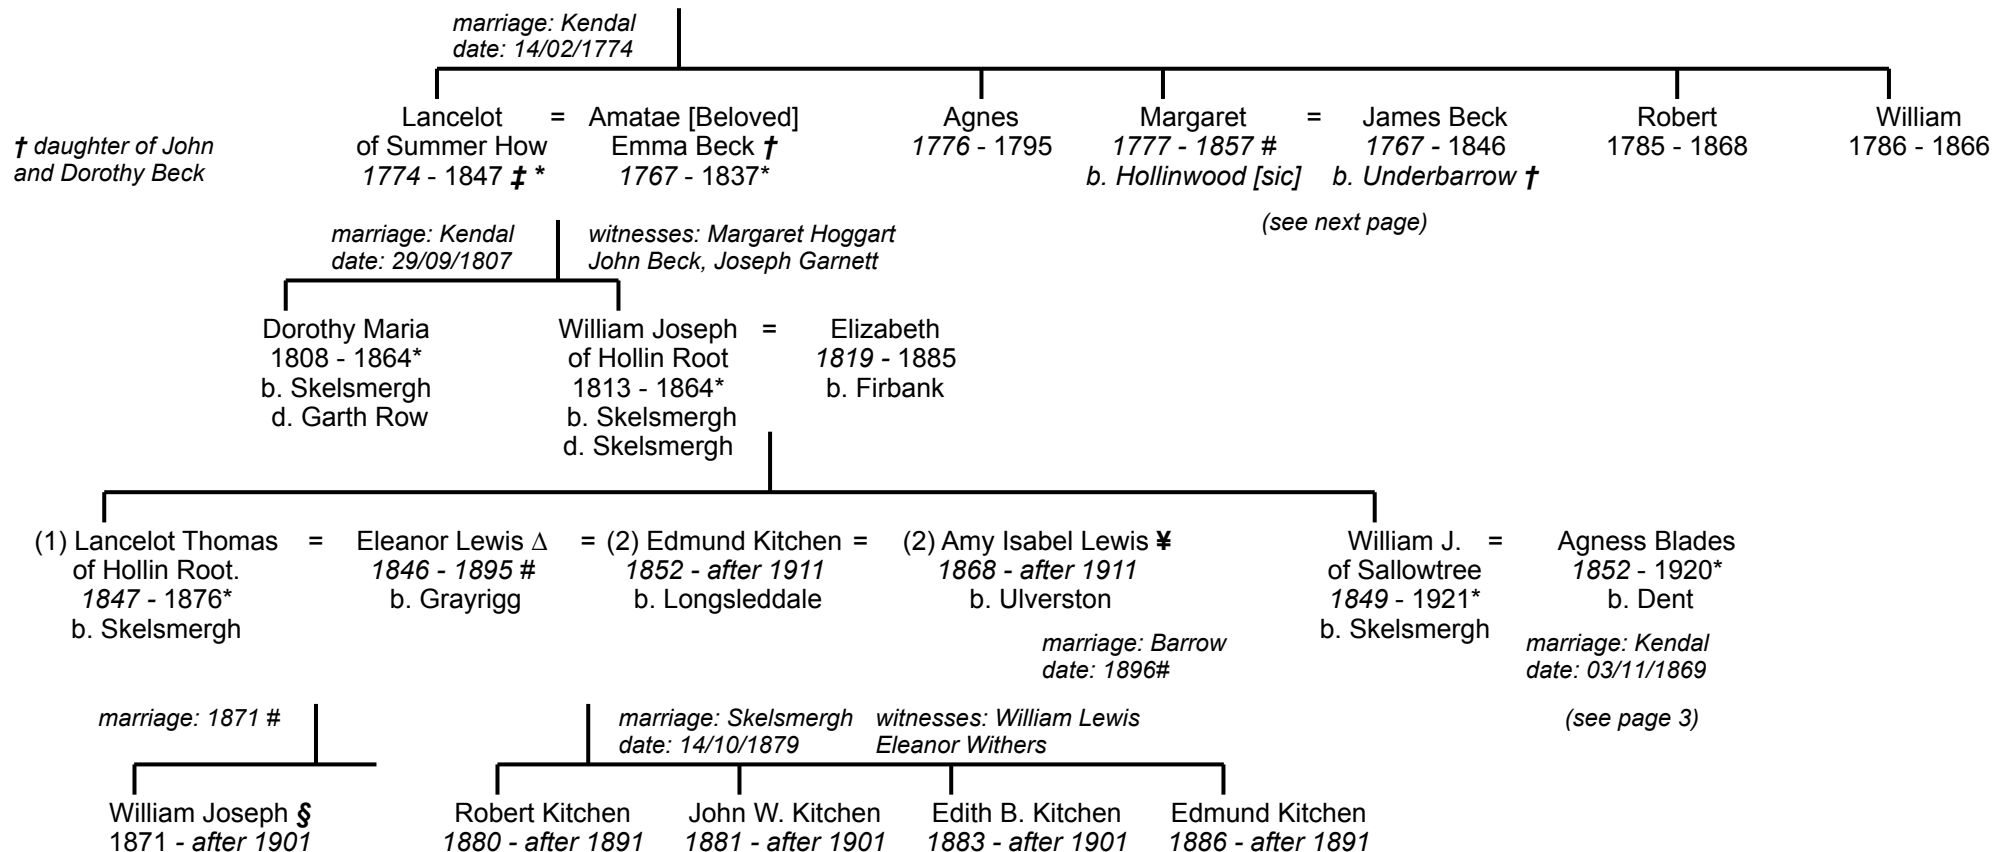 marriage: Kendal
date: 14/02/1774
† daughter of John
and Dorothy Beck
Lancelot
of Summer How
1774 - 1847 ‡ *
=
Amatae [Beloved]
Emma Beck †
1767 - 1837*
Agnes
1776 - 1795
Margaret
1777 - 1857 #
b. Hollinwood [sic]
=
James Beck
1767 - 1846
b. Underbarrow †
(see next page)
Robert
1785 - 1868
William
1786 - 1866
marriage: Kendal
date: 29/09/1807
witnesses: Margaret Hoggart
John Beck, Joseph Garnett
Dorothy Maria
1808 - 1864*
b. Skelsmergh
d. Garth Row
William Joseph
of Hollin Root
1813 - 1864*
b. Skelsmergh
d. Skelsmergh
=
Elizabeth
1819 - 1885
b. Firbank
(1) Lancelot Thomas
of Hollin Root.
1847 - 1876*
b. Skelsmergh
=
Eleanor Lewis Δ
1846 - 1895 #
b. Grayrigg
= (2) Edmund Kitchen =
1852 - after 1911
b. Longsleddale
(2) Amy Isabel Lewis ¥
1868 - after 1911
b. Ulverston
marriage: Barrow
date: 1896#
William J.
of Sallowtree
1849 - 1921*
b. Skelsmergh
=
Agness Blades
1852 - 1920*
b. Dent
marriage: Kendal
date: 03/11/1869
(see page 3)
marriage: 1871 #
marriage: Skelsmergh
date: 14/10/1879
witnesses: William Lewis
Eleanor Withers
William Joseph §
1871 - after 1901
Robert Kitchen
1880 - after 1891
John W. Kitchen
1881 - after 1901
Edith B. Kitchen
1883 - after 1901
Edmund Kitchen
1886 - after 1891